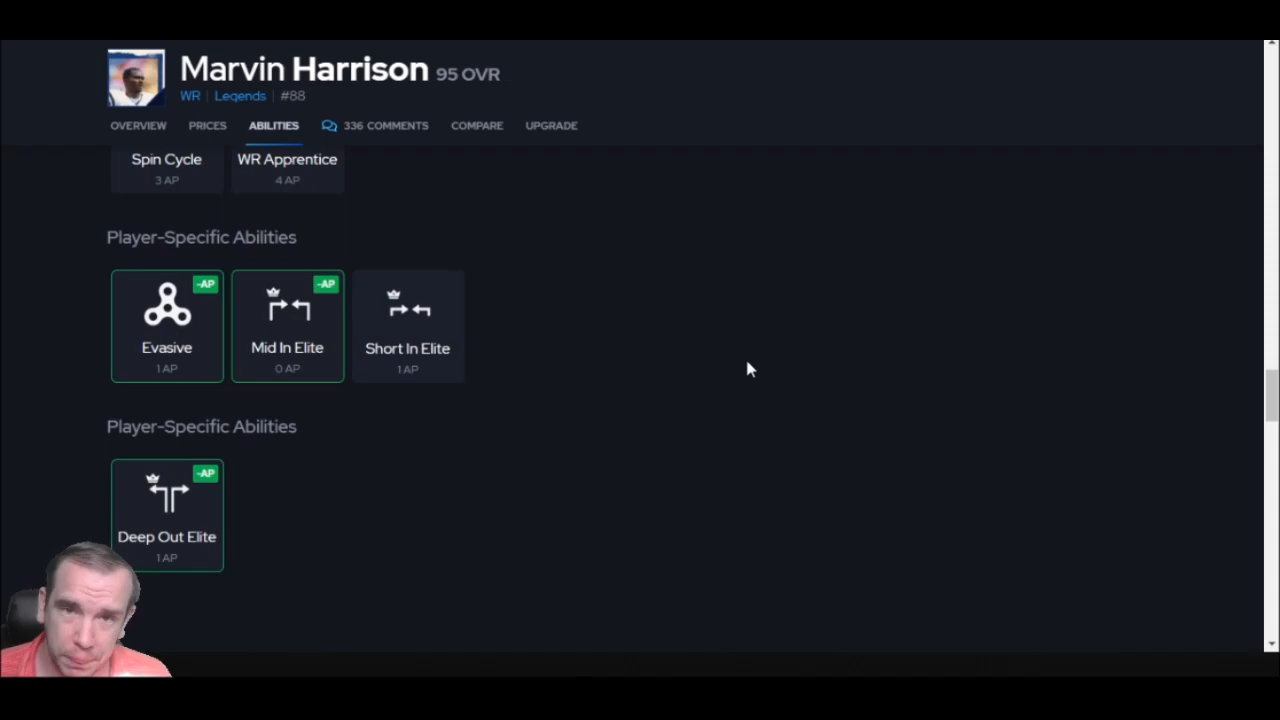 Marvin Harrison 95 OVR
WR | Legends | #88
OVERVIEW PRICES ABILITIES 336 COMMENTS COMPARE UPGRADE
Spin Cycle WR Apprentice
3 AP 4 AP
Player-Specific Abilities
-AP -AP
Evasive Mid In Elite Short In Elite
1 AP 0 AP 1 AP
Player-Specific Abilities
-AP
Deep Out Elite
1 AP